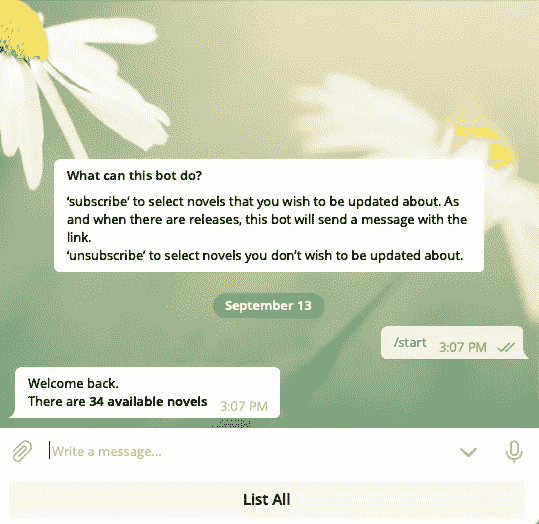 What can this bot do?
‘subscribe’ to select novels that you wish to be updated about. As
and when there are releases, this bot will send a message with the
link.
‘unsubscribe’ to select novels you don’t wish to be updated about.
September 13
/start 3:07 PM
Welcome back.
There are 34 available novels 3:07 PM
Write a message...
List All